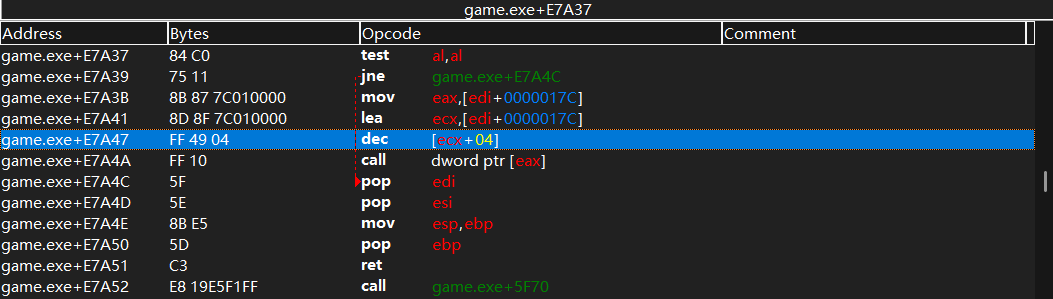 game.exe+E7A37
Address Bytes Opcode Comment
game.exe+E7A37 84 C0 test al,al
game.exe+E7A39 75 11 jne game.exe+E7A4C
game.exe+E7A3B 8B 87 7C010000 mov eax,[edi+0000017C]
game.exe+E7A41 8D 8F 7C010000 lea ecx,[edi+0000017C]
game.exe+E7A47 FF 49 04 dec [ecx+04]
game.exe+E7A4A FF 10 call dword ptr [eax]
game.exe+E7A4C 5F pop edi
game.exe+E7A4D 5E pop esi
game.exe+E7A4E 8B E5 mov esp,ebp
game.exe+E7A50 5D pop ebp
game.exe+E7A51 C3 ret
game.exe+E7A52 E8 19E5F1FF call game.exe+5F70